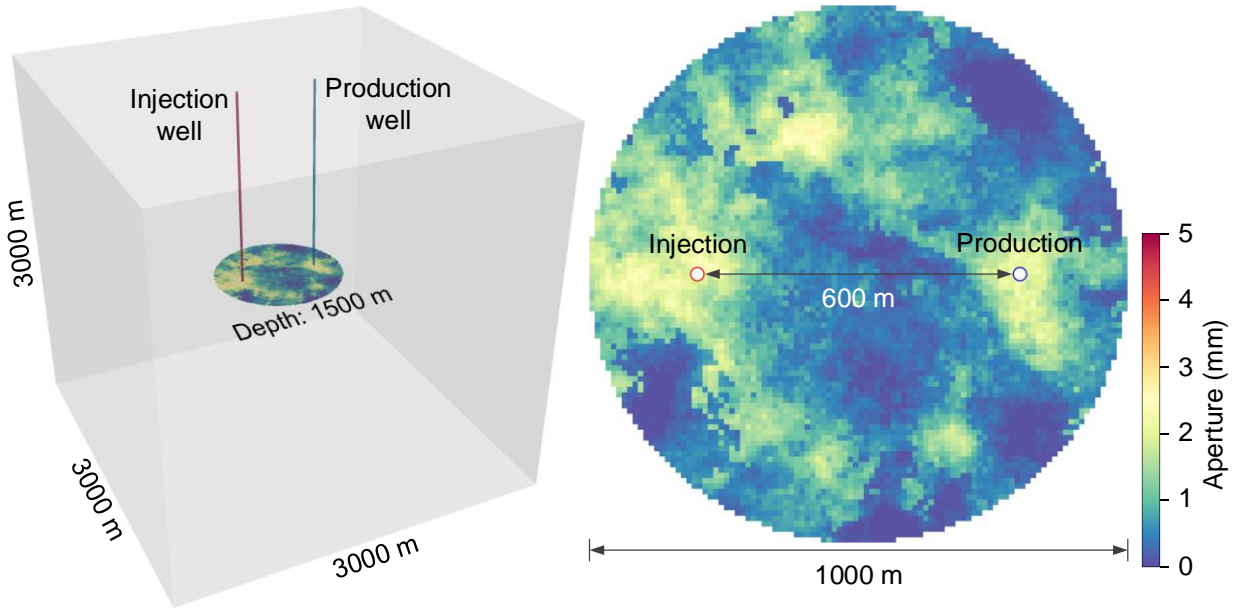 Injection
well
Production
well
3000 m
Depth: 1500 m
3000 m
3000 m
Injection
Production
600 m
1000 m
5
4
3
2
1
0
Aperture (mm)